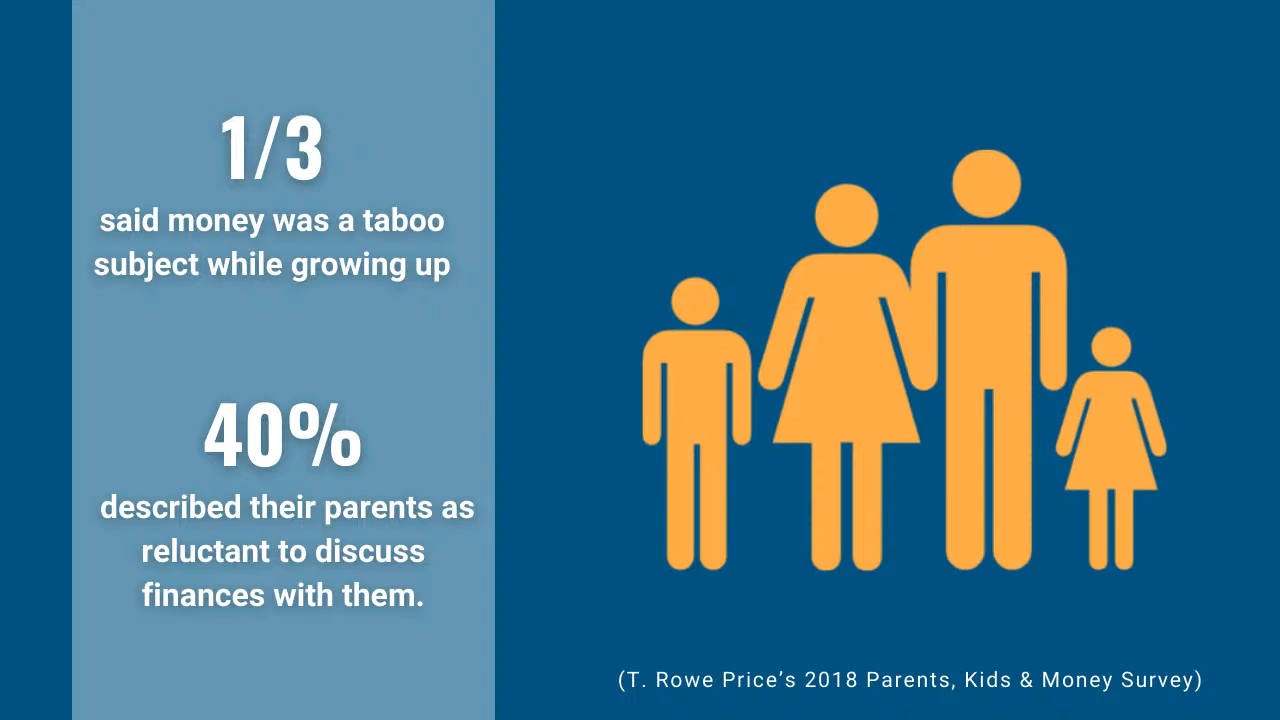 1/3
said money was a taboo
subject while growing up
40%
described their parents as
reluctant to discuss
finances with them.
(T. Rowe Price’s 2018 Parents, Kids & Money Survey)